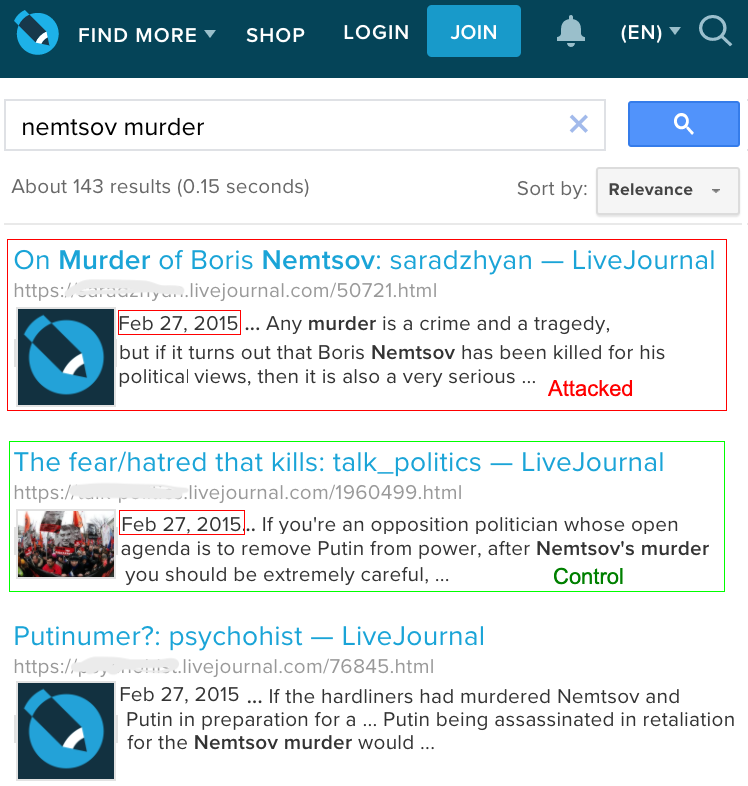 FIND MORE SHOP LOGIN JOIN (EN)
nemtsov murder
About 143 results (0.15 seconds) Sort by: Relevance
On Murder of Boris Nemtsov: saradzhyan — LiveJournal
https://saradzhyan.livejournal.com/50721.html
Feb 27, 2015 ... Any murder is a crime and a tragedy,
but if it turns out that Boris Nemtsov has been killed for his
political views, then it is also a very serious ...
Attacked
The fear/hatred that kills: talk_politics — LiveJournal
https://.livejournal.com/1960499.html
Feb 27, 2015... If you're an opposition politician whose open
agenda is to remove Putin from power, after Nemtsov's murder
you should be extremely careful, ...
Control
Putinumer?: psychohist — LiveJournal
https://.livejournal.com/76845.html
Feb 27, 2015 ... If the hardliners had murdered Nemtsov and
Putin in preparation for a ... Putin being assassinated in retaliation
for the Nemtsov murder would ...